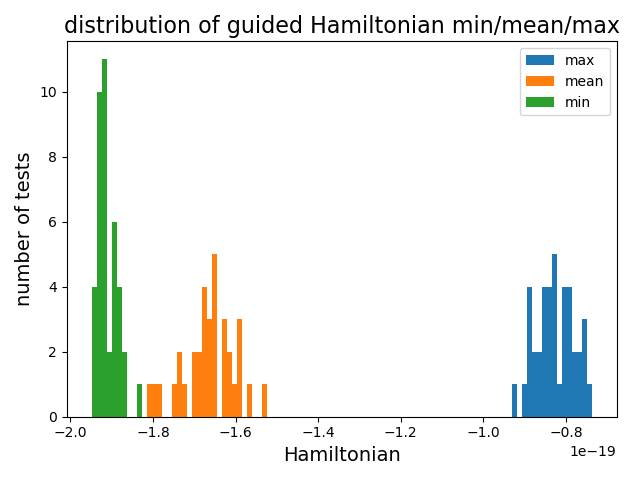 distribution of guided Hamiltonian min/mean/max
max
mean
min
number of tests
10
8
6
4
2
0
−2.0 −1.8 −1.6 −1.4 −1.2 −1.0 −0.8
1e−19
Hamiltonian